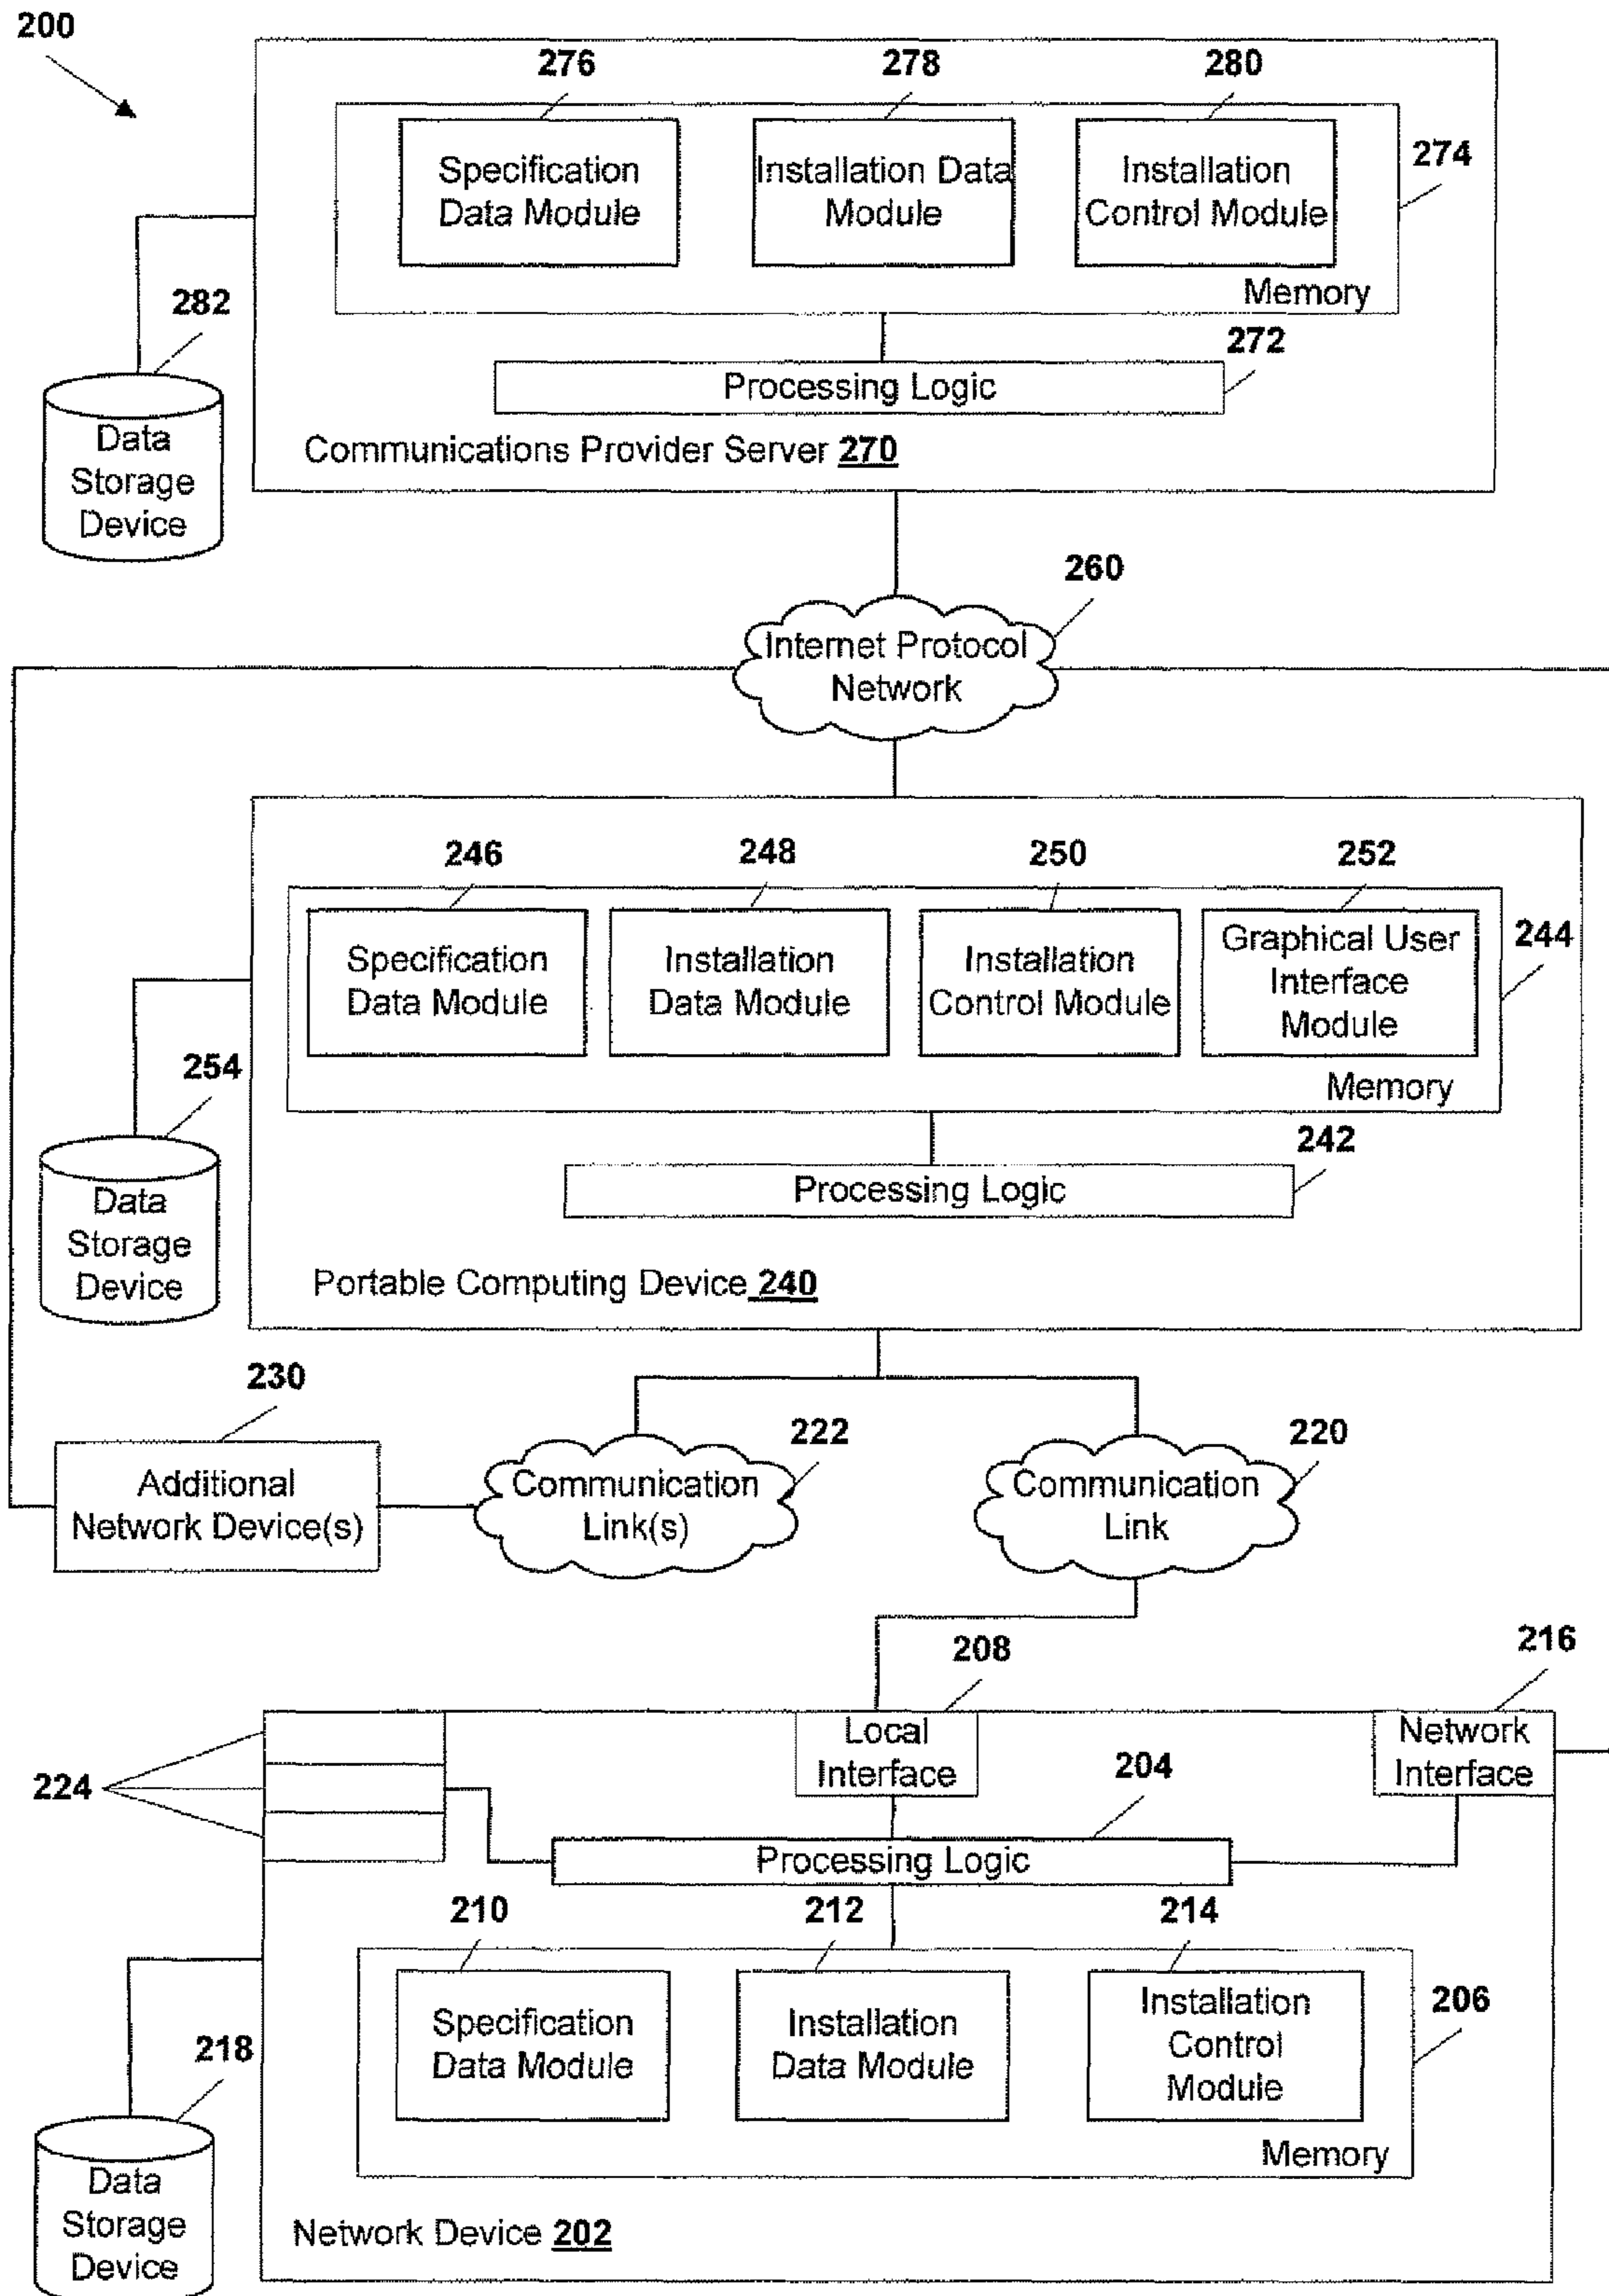 200
276
278
280
Specification
Data Module
Installation Data
Module
Installation
Control Module
274
Memory
282
272
Processing Logic
Data
Storage
Device
Communications Provider Server 270
260
Internet Protocol
Network
246
248
250
252
Specification
Data Module
Installation
Data Module
Installation
Control Module
Graphical User
Interface
Module
244
254
Memory
242
Processing Logic
Data
Storage
Device
Portable Computing Device 240
230
222
220
Additional
Network Device(s)
Communication
Link(s)
Communication
Link
208
216
Local
Interface
Network
Interface
224
204
Processing Logic
210
212
214
Specification
Data Module
Installation
Data Module
Installation
Control
Module
206
218
Memory
Data
Storage
Device
Network Device 202